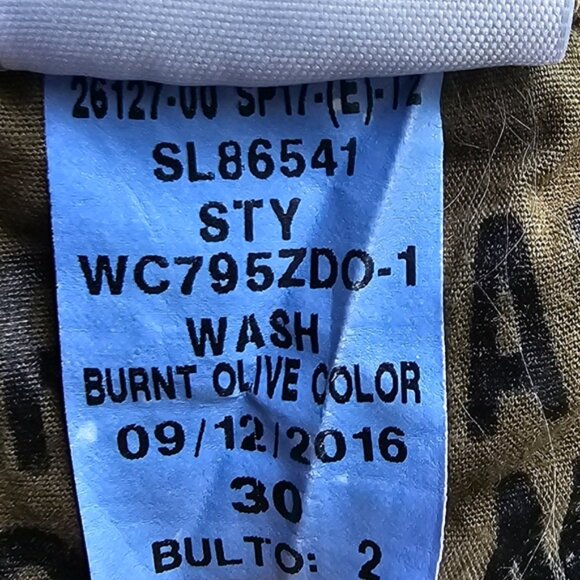 26127-00 SP17-(E)-12
SL86541
STY
WC795ZDO-1
WASH
BURNT OLIVE COLOR
09/12/2016
30
BULTO: 2